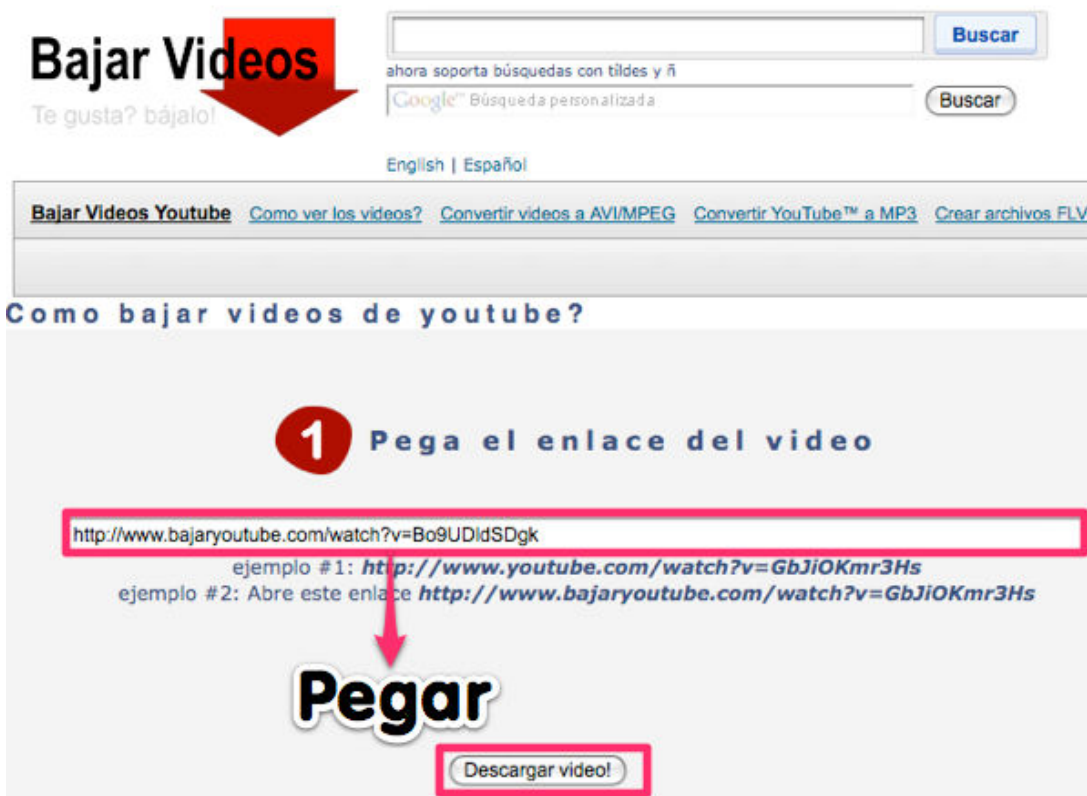 Bajar Videos
Te gusta? bájalo!
Buscar
ahora soporta búsquedas con tildes y ñ
Google™ Búsqueda personalizada
Buscar
English | Español
Bajar Videos Youtube Como ver los videos? Convertir videos a AVI/MPEG Convertir YouTube™ a MP3 Crear archivos FLV
Como bajar videos de youtube?
1 Pega el enlace del video
http://www.bajaryoutube.com/watch?v=Bo9UDldSDgk
ejemplo #1: http://www.youtube.com/watch?v=GbJiOKmr3Hs
ejemplo #2: Abre este enlace http://www.bajaryoutube.com/watch?v=GbJiOKmr3Hs
Pegar
Descargar video!